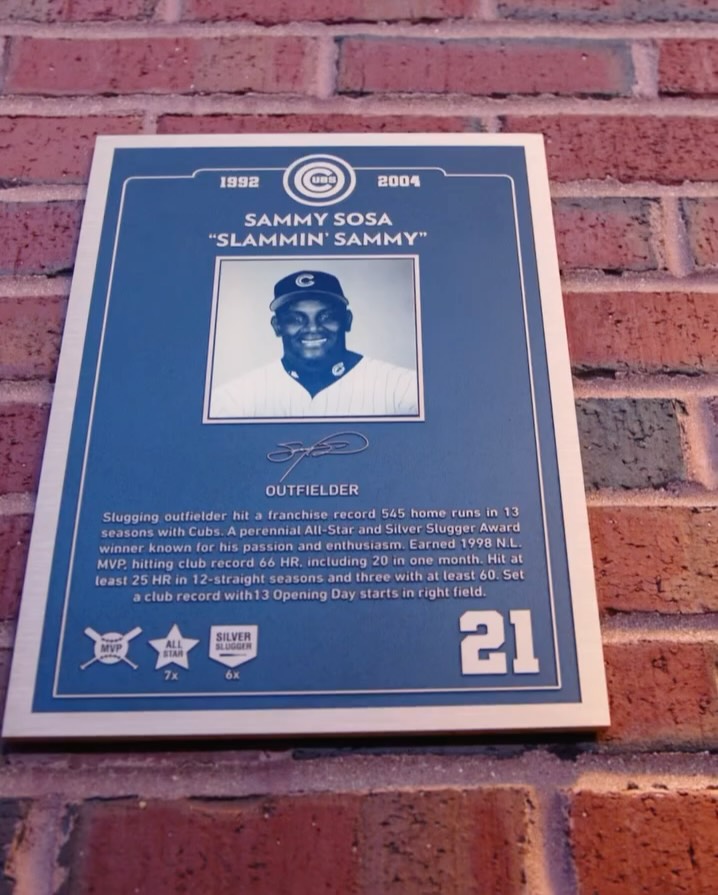 1992 CUBS 2004
SAMMY SOSA
“SLAMMIN' SAMMY”
C
OUTFIELDER
Slugging outfielder hit a franchise record 545 home runs in 13
seasons with Cubs. A perennial All-Star and Silver Slugger Award
winner known for his passion and enthusiasm. Earned 1998 N.L.
MVP, hitting club record 66 HR, including 20 in one month. Hit at
least 25 HR in 12-straight seasons and three with at least 60. Set
a club record with13 Opening Day starts in right field.
MVP
ALL
STAR
7x
SILVER
SLUGGER
6x
21